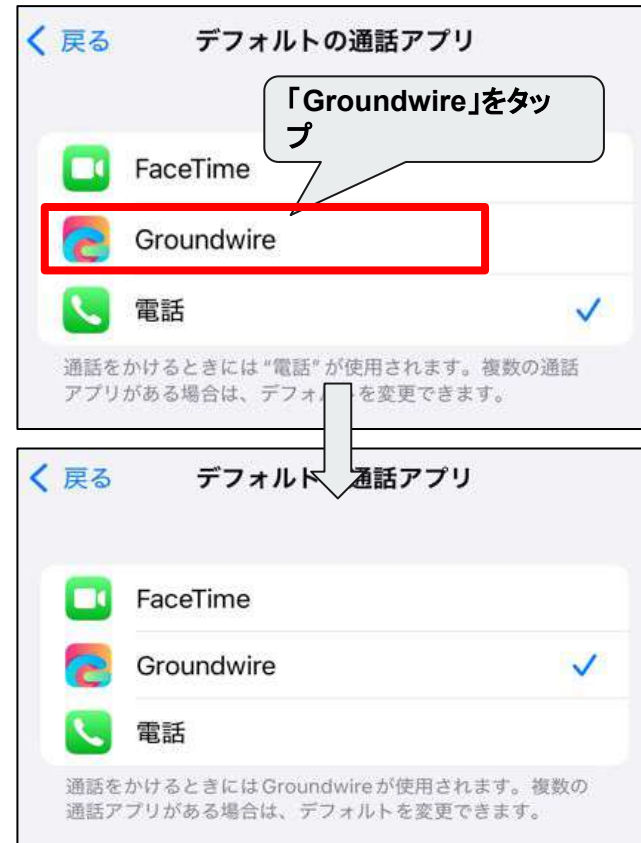 戻る デフォルトの通話アプリ
「Groundwire」をタッ
プ
FaceTime
Groundwire
電話
通話をかけるときには“電話”が使用されます。複数の通話
アプリがある場合は、デフォ を変更できます。
戻る デフォルト 通話アプリ
FaceTime
Groundwire
電話
通話をかけるときにはGroundwireが使用されます。複数の
通話アプリがある場合は、デフォルトを変更できます。